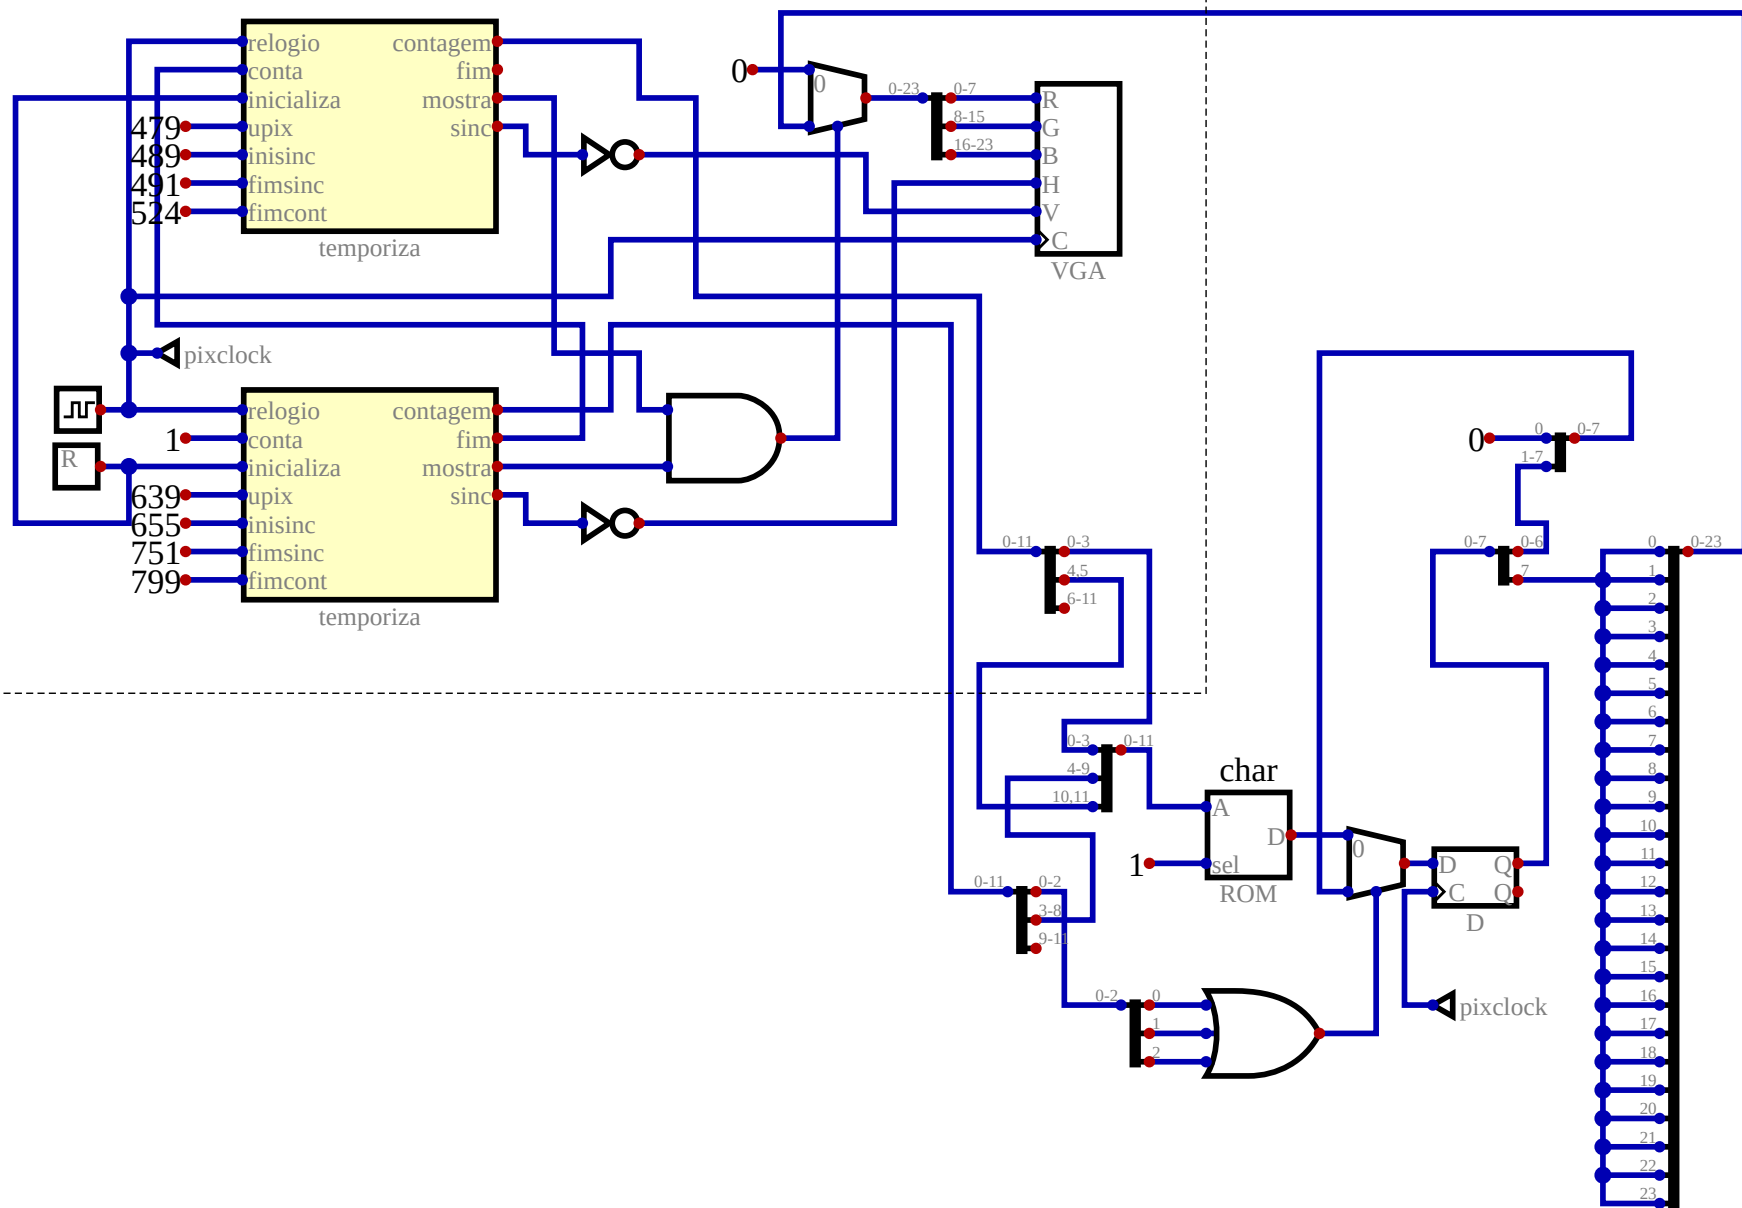 relogio contagem
conta fim
inicializa mostra
479 upix sinc
489 inisinc
491 fimsinc
524 fimcont
temporiza
0
0
0-23
0-7
8-15
16-23
R
G
B
H
V
C
VGA
pixclock
relogio contagem
R
1 conta fim
inicializa mostra
639 upix sinc
655 inisinc
751 fimsinc
799 fimcont
temporiza
0-11 0-3
4,5
6-11
0 0 0-7
1-7
0-7 0-6
7
0-3 0-11
4-9
10,11
char
A
D
1 sel
ROM
0
D Q
C Q
D
0-11 0-2
3-8
9-11
0-2 0
1
2
pixclock
0 0-23
1
2
3
4
5
6
7
8
9
10
11
12
13
14
15
16
17
18
19
20
21
22
23